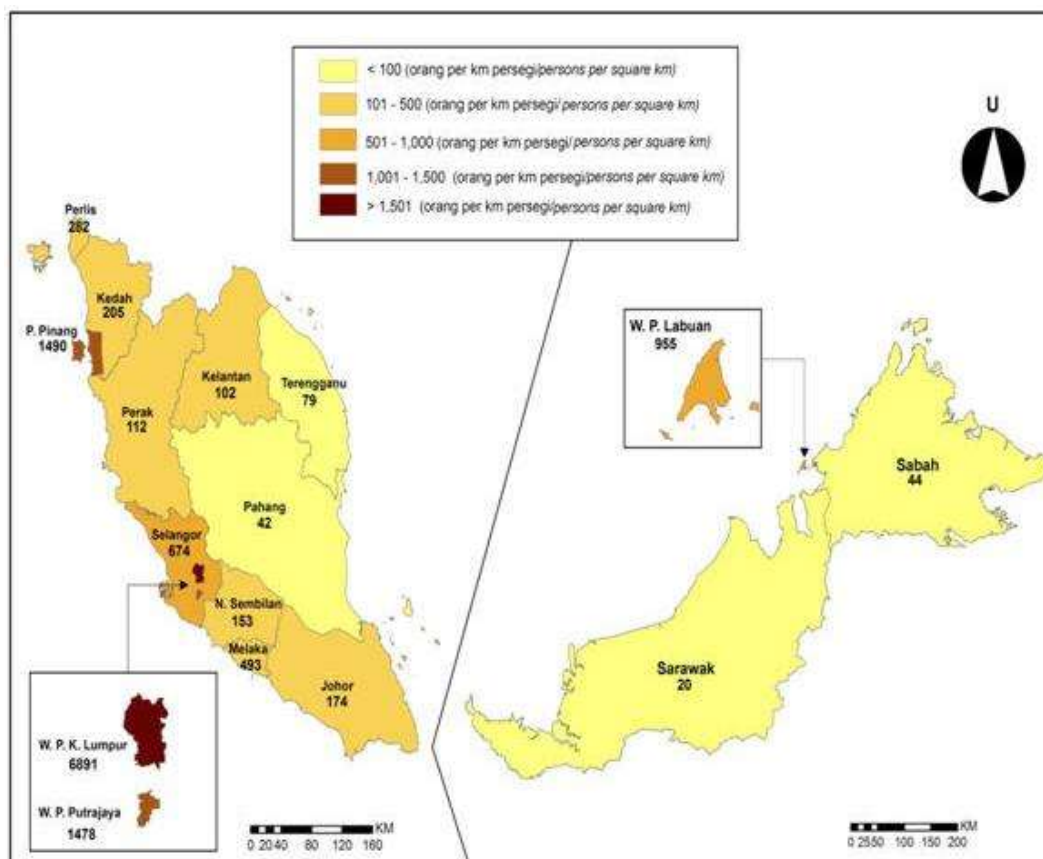 < 100 (orang per km persegi/persons per square km)
101 - 500 (orang per km persegi/persons per square km)
501 - 1,000 (orang per km persegi/persons per square km)
1,001 - 1,500 (orang per km persegi/persons per square km)
> 1,501 (orang per km persegi/persons per square km)
U
Perlis
282
Kedah
205
P. Pinang
1490
Perak
112
Kelantan
102
Terengganu
79
Pahang
42
Selangor
674
N. Sembilan
153
Melaka
493
Johor
174
W. P. K. Lumpur
6891
W. P. Putrajaya
1478
KM
0 20 40 80 120 160
W. P. Labuan
955
Sabah
44
Sarawak
20
KM
0 25 50 100 150 200